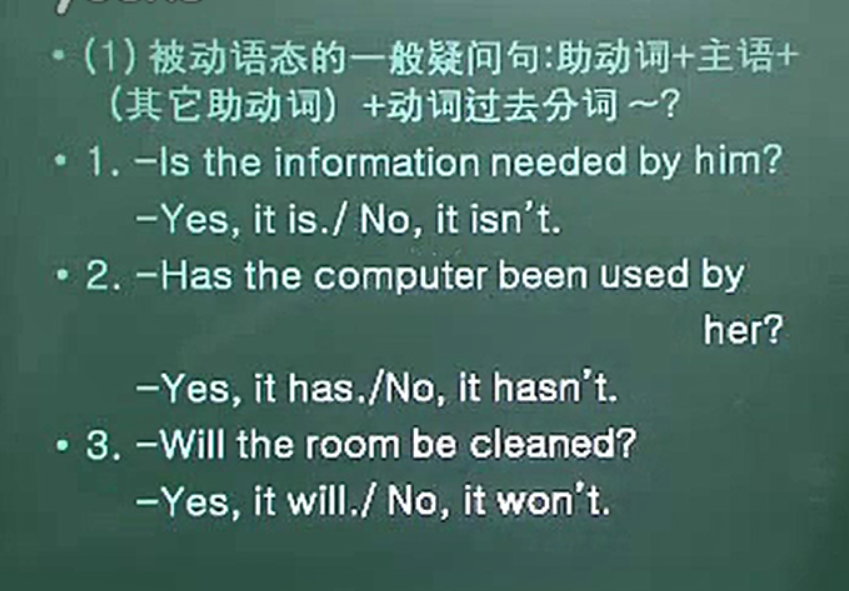 • (1) 被动语态的一般疑问句:助动词+主语+
(其它助动词) +动词过去分词 ~?
• 1. -Is the information needed by him?
-Yes, it is./ No, it isn't.
• 2. -Has the computer been used by
her?
-Yes, it has./No, it hasn't.
• 3. -Will the room be cleaned?
-Yes, it will./ No, it won't.